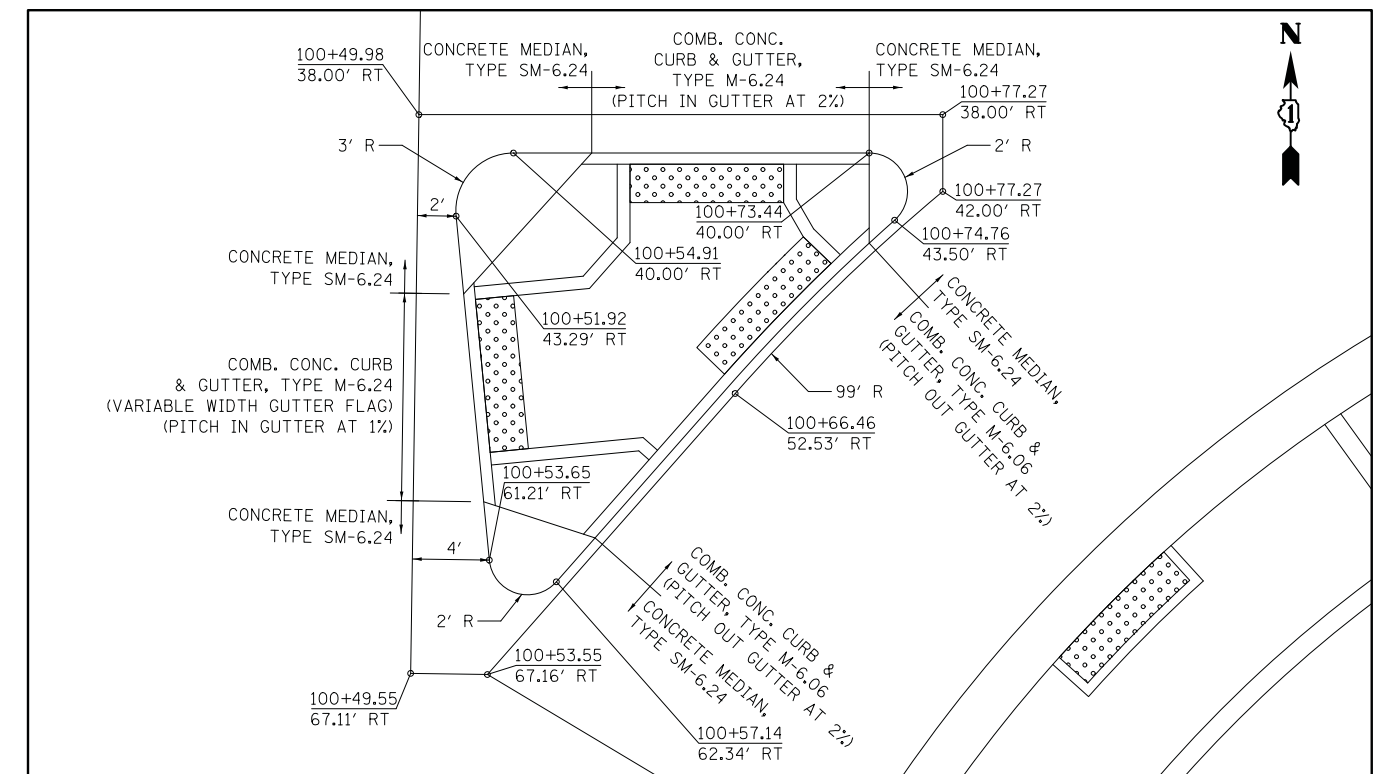 100+49.98
38.00' RT
CONCRETE MEDIAN,
TYPE SM-6.24
COMB. CONC.
CURB & GUTTER,
TYPE M-6.24
(PITCH IN GUTTER AT 2%)
CONCRETE MEDIAN,
TYPE SM-6.24
100+77.27
38.00' RT
N
1
3' R
2' R
2'
100+73.44
40.00' RT
100+77.27
42.00' RT
100+74.76
43.50' RT
100+54.91
40.00' RT
CONCRETE MEDIAN,
TYPE SM-6.24
100+51.92
43.29' RT
CONCRETE MEDIAN,
TYPE SM-6.24
COMB. CONC. CURB &
GUTTER, TYPE M-6.06
(PITCH OUT GUTTER AT 2%)
COMB. CONC. CURB
& GUTTER, TYPE M-6.24
(VARIABLE WIDTH GUTTER FLAG)
(PITCH IN GUTTER AT 1%)
99' R
100+66.46
52.53' RT
100+53.65
61.21' RT
CONCRETE MEDIAN,
TYPE SM-6.24
4'
COMB. CONC. CURB &
GUTTER, TYPE M-6.06
(PITCH OUT GUTTER AT 2%)
CONCRETE MEDIAN,
TYPE SM-6.24
2' R
100+53.55
67.16' RT
100+49.55
67.11' RT
100+57.14
62.34' RT